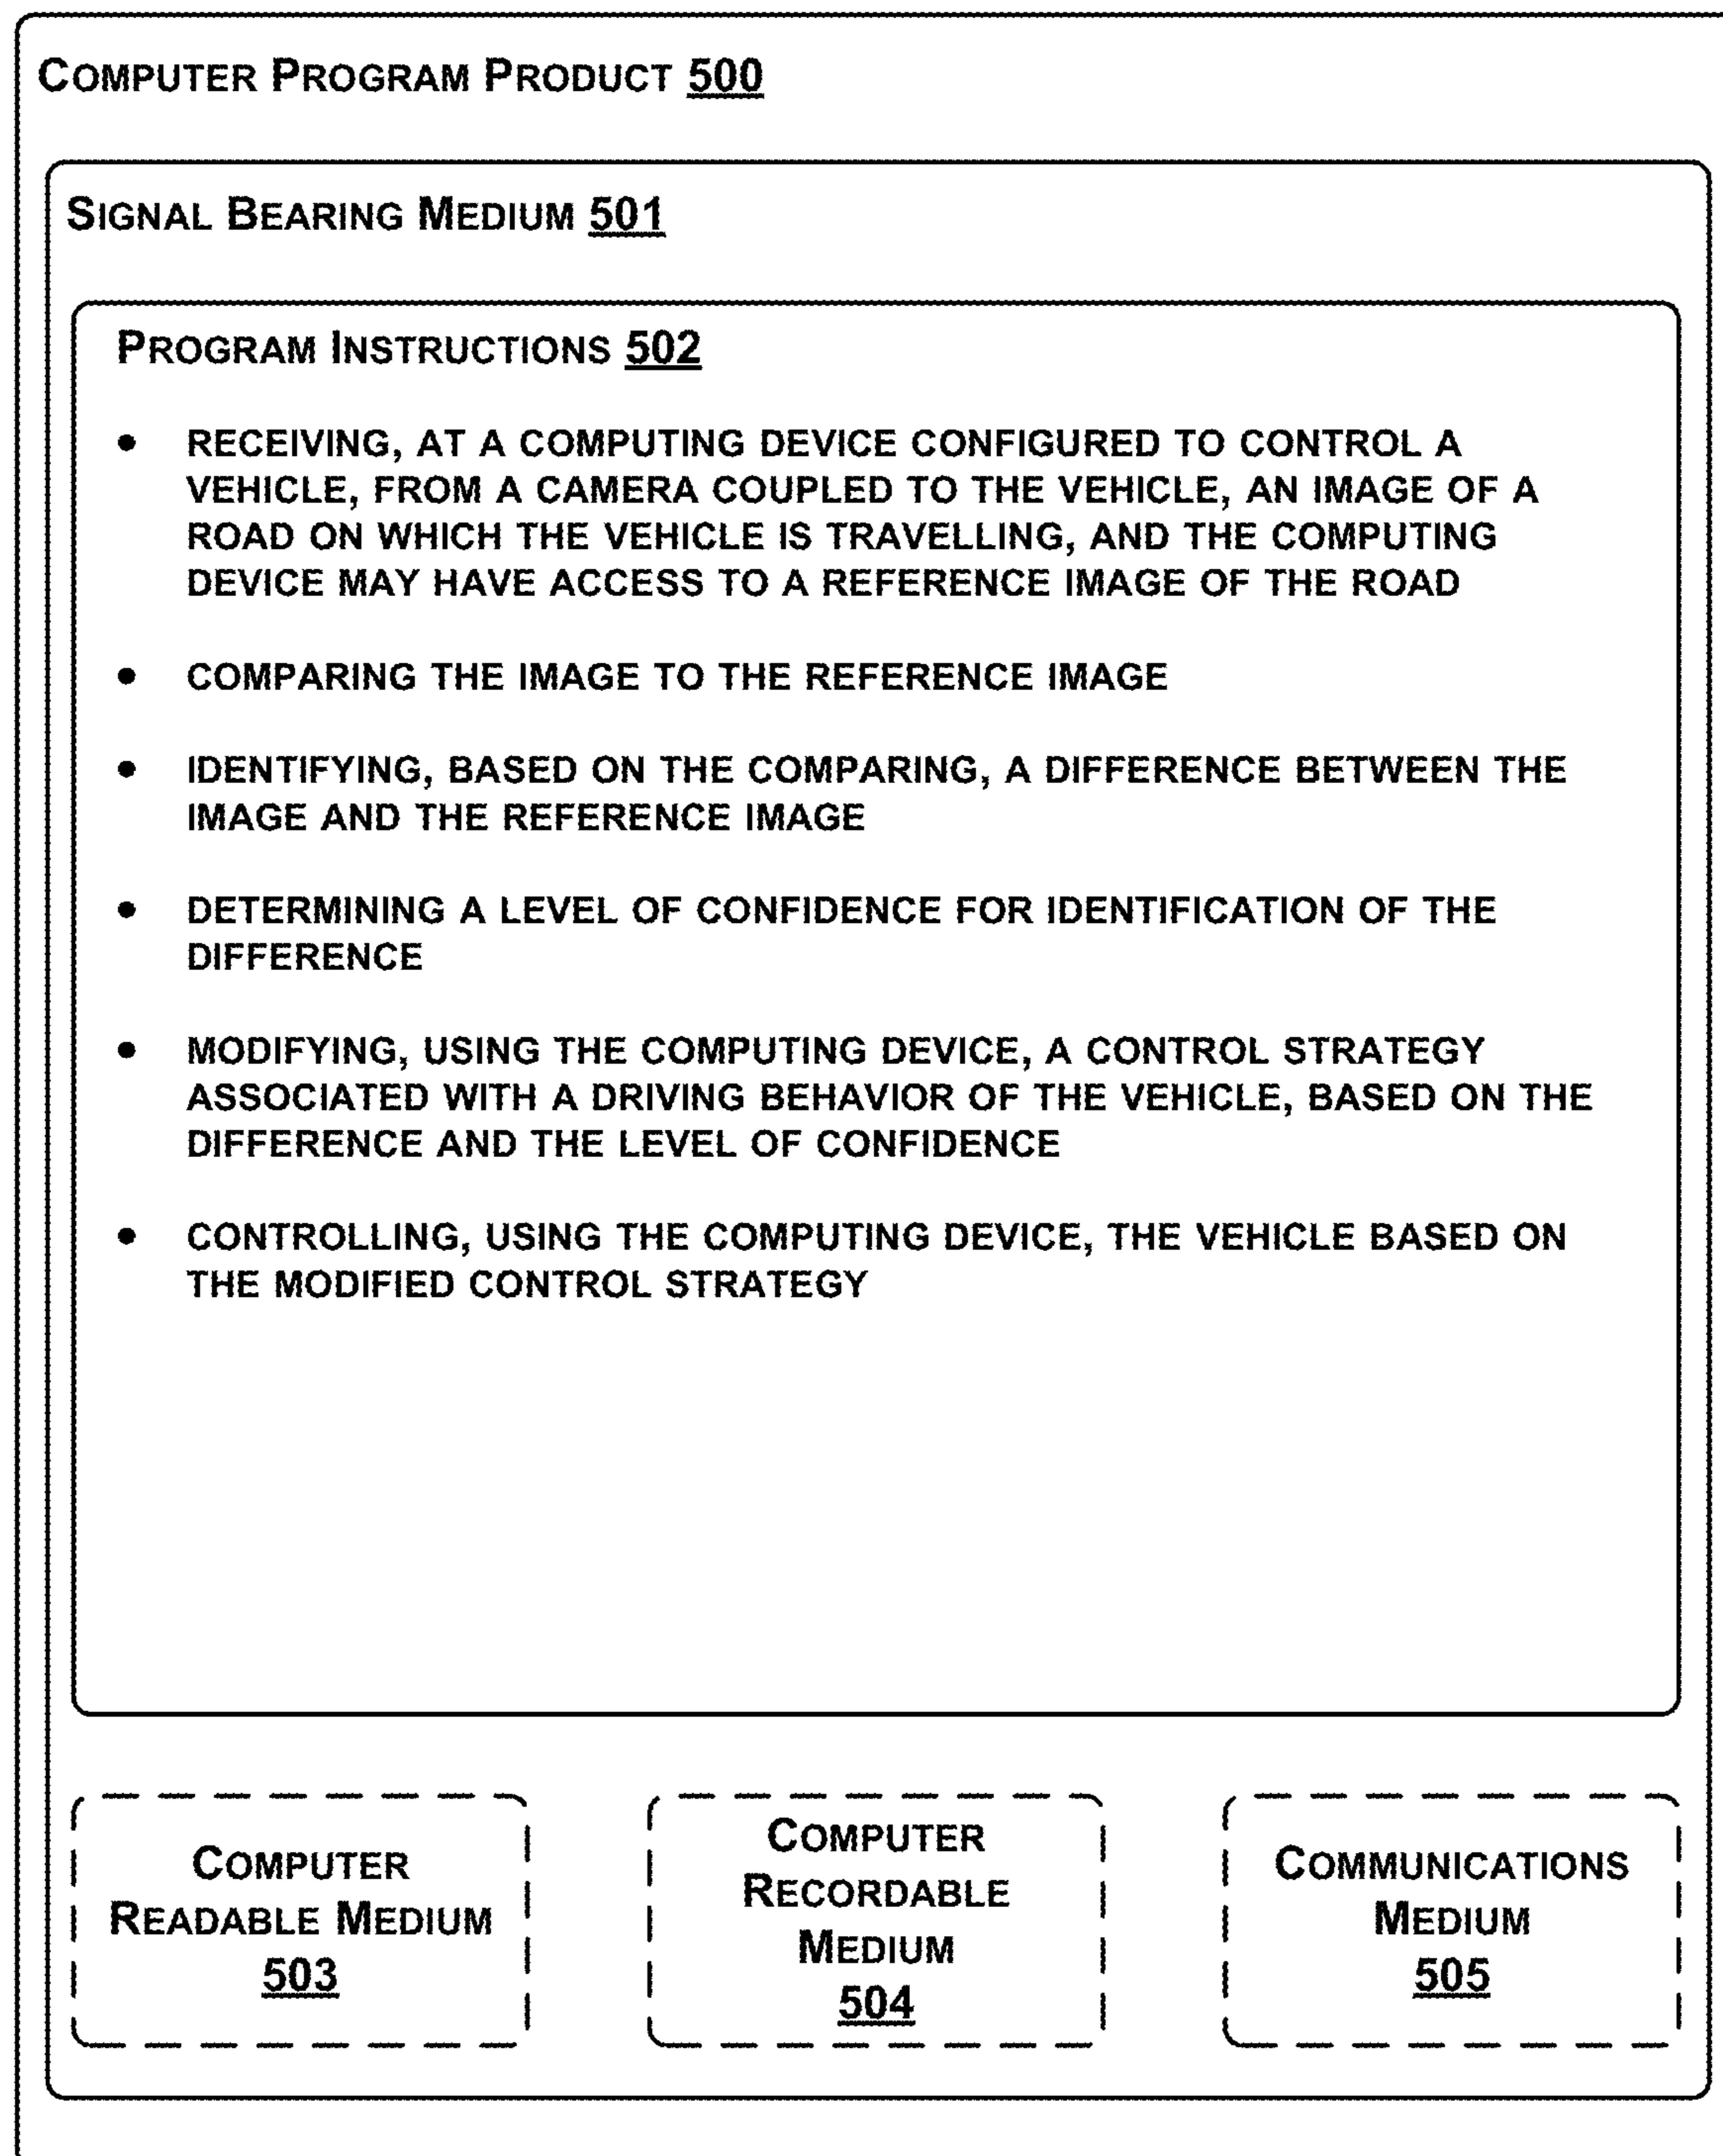 COMPUTER PROGRAM PRODUCT 500
SIGNAL BEARING MEDIUM 501
PROGRAM INSTRUCTIONS 502
• RECEIVING, AT A COMPUTING DEVICE CONFIGURED TO CONTROL A
VEHICLE, FROM A CAMERA COUPLED TO THE VEHICLE, AN IMAGE OF A
ROAD ON WHICH THE VEHICLE IS TRAVELLING, AND THE COMPUTING
DEVICE MAY HAVE ACCESS TO A REFERENCE IMAGE OF THE ROAD
• COMPARING THE IMAGE TO THE REFERENCE IMAGE
• IDENTIFYING, BASED ON THE COMPARING, A DIFFERENCE BETWEEN THE
IMAGE AND THE REFERENCE IMAGE
• DETERMINING A LEVEL OF CONFIDENCE FOR IDENTIFICATION OF THE
DIFFERENCE
• MODIFYING, USING THE COMPUTING DEVICE, A CONTROL STRATEGY
ASSOCIATED WITH A DRIVING BEHAVIOR OF THE VEHICLE, BASED ON THE
DIFFERENCE AND THE LEVEL OF CONFIDENCE
• CONTROLLING, USING THE COMPUTING DEVICE, THE VEHICLE BASED ON
THE MODIFIED CONTROL STRATEGY
COMPUTER
READABLE MEDIUM
503
COMPUTER
RECORDABLE
MEDIUM
504
COMMUNICATIONS
MEDIUM
505